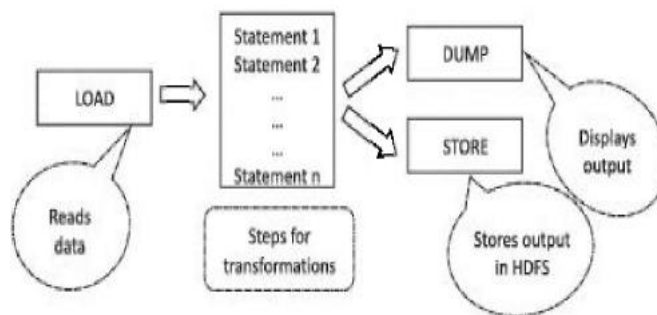 LOAD
Reads
data
Statement 1
Statement 2
...
...
...
Statement n
Steps for
transformations
DUMP
Displays
output
STORE
Stores output
in HDFS